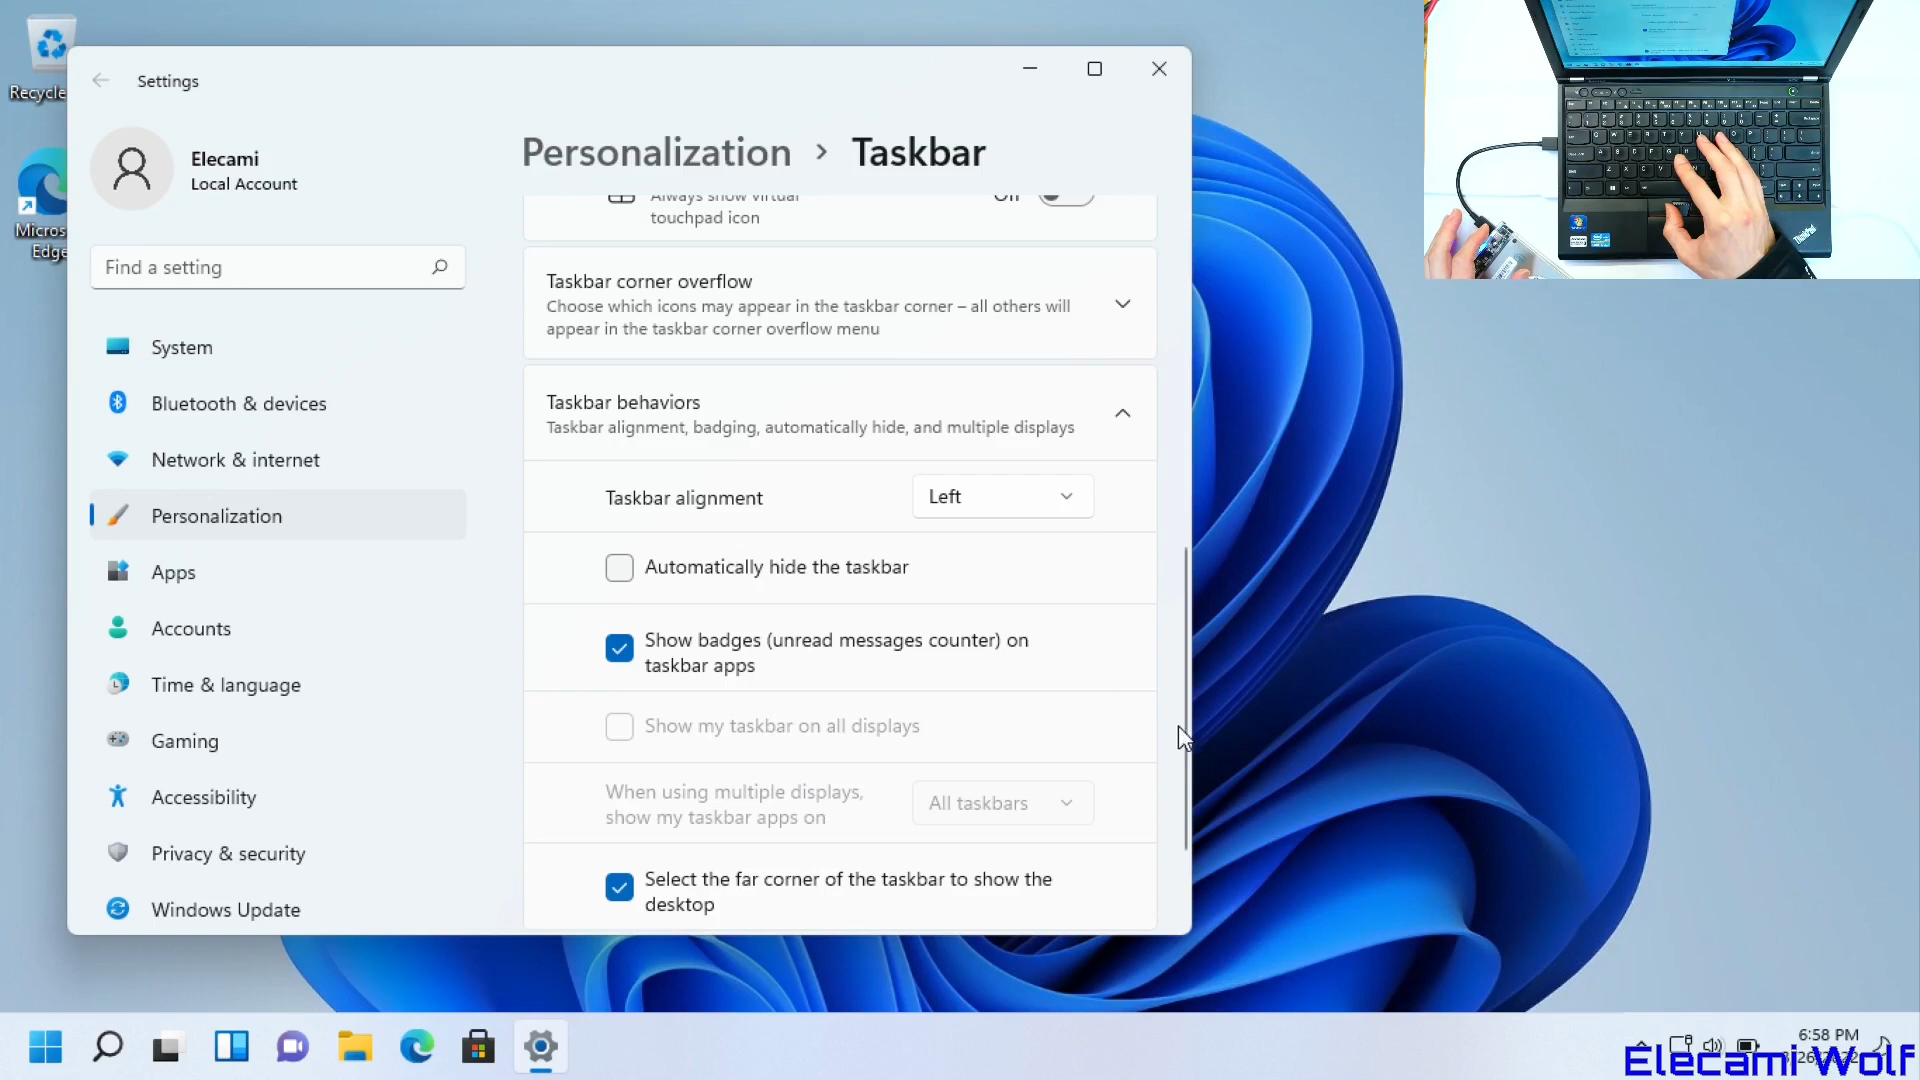 Recycle
Micros
Edge
Settings
Elecami
Local Account
Find a setting
System
Bluetooth & devices
Network & internet
Personalization
Apps
Accounts
Time & language
Gaming
Accessibility
Privacy & security
Windows Update
Personalization > Taskbar
Always show virtual
touchpad icon
Off
Taskbar corner overflow
Choose which icons may appear in the taskbar corner – all others will
appear in the taskbar corner overflow menu
Taskbar behaviors
Taskbar alignment, badging, automatically hide, and multiple displays
Taskbar alignment
Left
Automatically hide the taskbar
Show badges (unread messages counter) on
taskbar apps
Show my taskbar on all displays
When using multiple displays,
show my taskbar apps on
All taskbars
Select the far corner of the taskbar to show the
desktop
ThinkPad
6:58 PM
Elecami Wolf